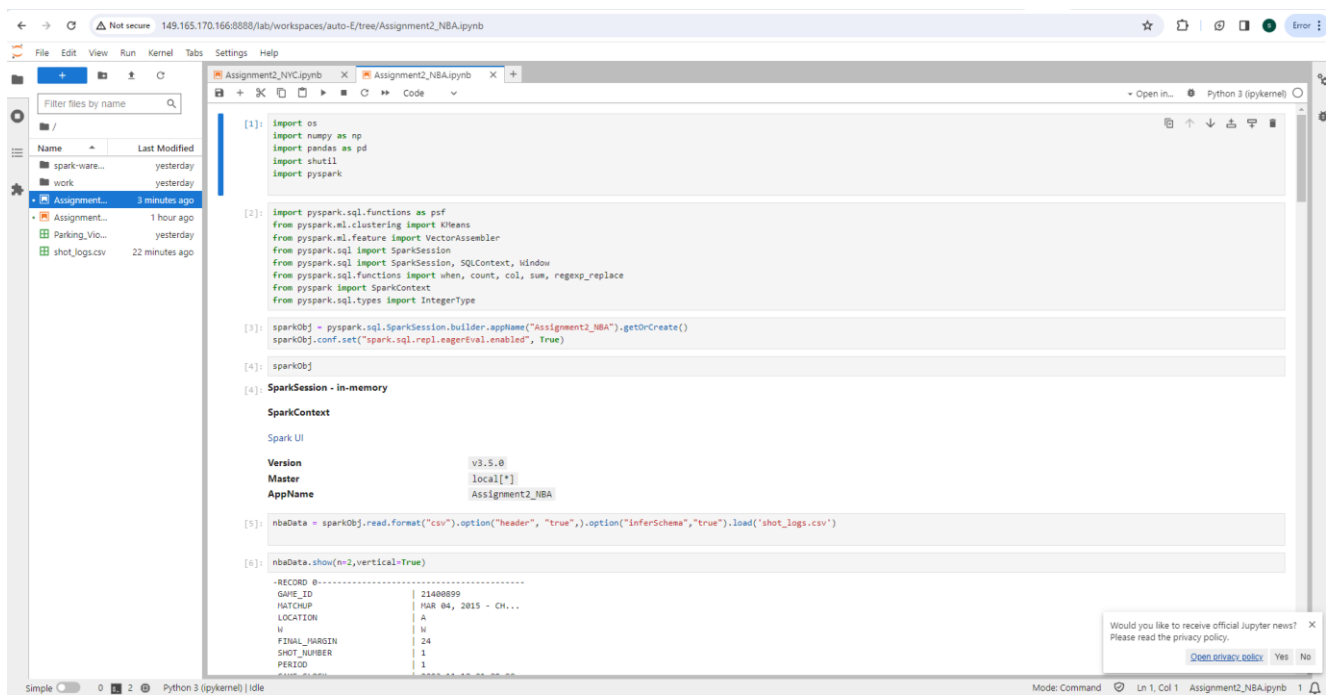 Not secure 149.165.170.166:8888/lab/workspaces/auto-E/tree/Assignment2_NBA.ipynb
s
Error
File Edit View Run Kernel Tabs Settings Help
+
Filter files by name
/
Name Last Modified
spark-ware... yesterday
work yesterday
Assignment... 3 minutes ago
Assignment... 1 hour ago
Parking_Vio... yesterday
shot_logs.csv 22 minutes ago
Assignment2_NYC.ipynb X Assignment2_NBA.ipynb X +
Code
Open in... Python 3 (ipykernel)
[1]: import os
import numpy as np
import pandas as pd
import shutil
import pyspark
[2]: import pyspark.sql.functions as psf
from pyspark.ml.clustering import KMeans
from pyspark.ml.feature import VectorAssembler
from pyspark.sql import SparkSession
from pyspark.sql import SparkSession, SQLContext, Window
from pyspark.sql.functions import when, count, col, sum, regexp_replace
from pyspark import SparkContext
from pyspark.sql.types import IntegerType
[3]: sparkObj = pyspark.sql.SparkSession.builder.appName("Assignment2_NBA").getOrCreate()
sparkObj.conf.set("spark.sql.repl.eagerEval.enabled", True)
[4]: sparkObj
[4]: SparkSession - in-memory
SparkContext
Spark UI
Version v3.5.0
Master local[*]
AppName Assignment2_NBA
[5]: nbaData = sparkObj.read.format("csv").option("header", "true",).option("inferSchema","true").load('shot_logs.csv')
[6]: nbaData.show(n=2,vertical=True)
-RECORD 0------------------------------------------
GAME_ID | 21400899
MATCHUP | MAR 04, 2015 - CH...
LOCATION | A
W | W
FINAL_MARGIN | 24
SHOT_NUMBER | 1
PERIOD | 1
Would you like to receive official Jupyter news? X
Please read the privacy policy.
Open privacy policy Yes No
Simple 0 2 Python 3 (ipykernel) | Idle
Mode: Command Ln 1, Col 1 Assignment2_NBA.ipynb 1